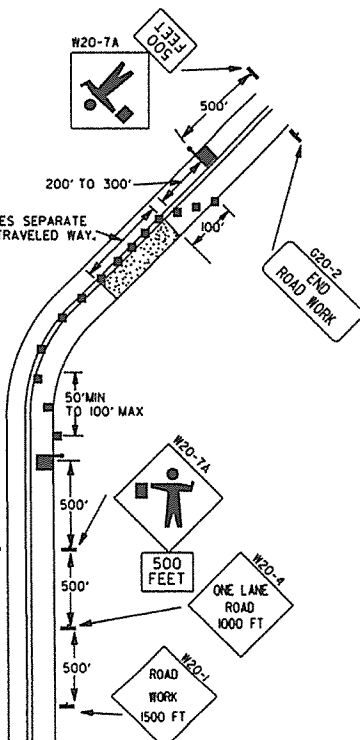 W20-7A
500
FEET
500'
200' TO 300'
ES SEPARATE
TRAVELED WAY.
100'
G20-2
END
ROAD WORK
50'MIN
TO 100' MAX
W20-7A
500'
500
FEET
500'
W20-4
ONE LANE
ROAD
1000 FT
500'
W20-1
ROAD
WORK
1500 FT